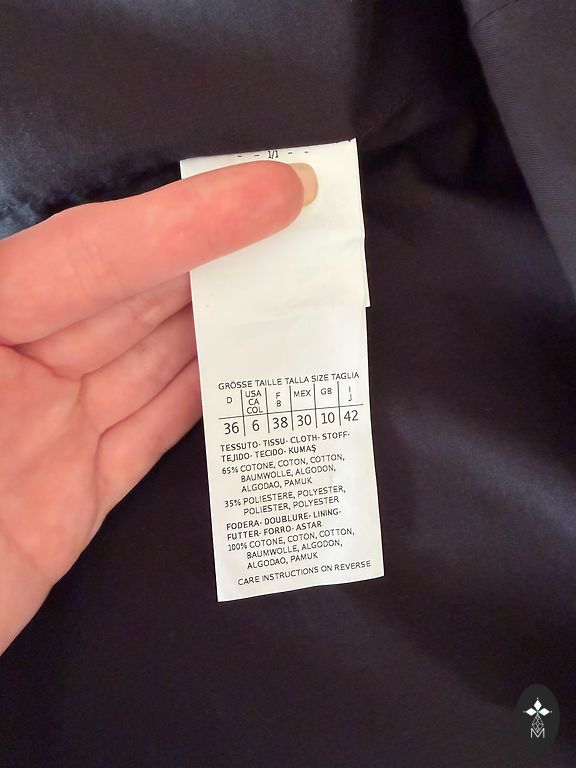 - - 1/1 - -
GRÖSSE TAILLE TALLA SIZE TAGLIA
D USA CA COL F B MEX GB I J
36 6 38 30 10 42
TESSUTO- TISSU- CLOTH- STOFF-
TEJIDO- TECIDO- KUMAŞ
65% COTONE, COTON, COTTON,
BAUMWOLLE, ALGODON,
ALGODAO, PAMUK
35% POLIESTERE, POLYESTER,
POLIESTER, POLYESTER
FODERA- DOUBLURE- LINING-
FUTTER- FORRO- ASTAR
100% COTONE, COTON, COTTON,
BAUMWOLLE, ALGODON,
ALGODAO, PAMUK
CARE INSTRUCTIONS ON REVERSE
M